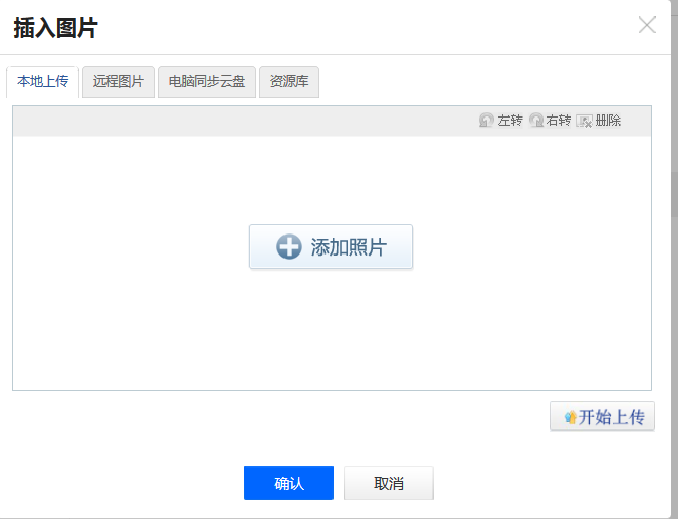 插入图片
本地上传 远程图片 电脑同步云盘 资源库
左转 右转 删除
添加照片
开始上传
确认 取消